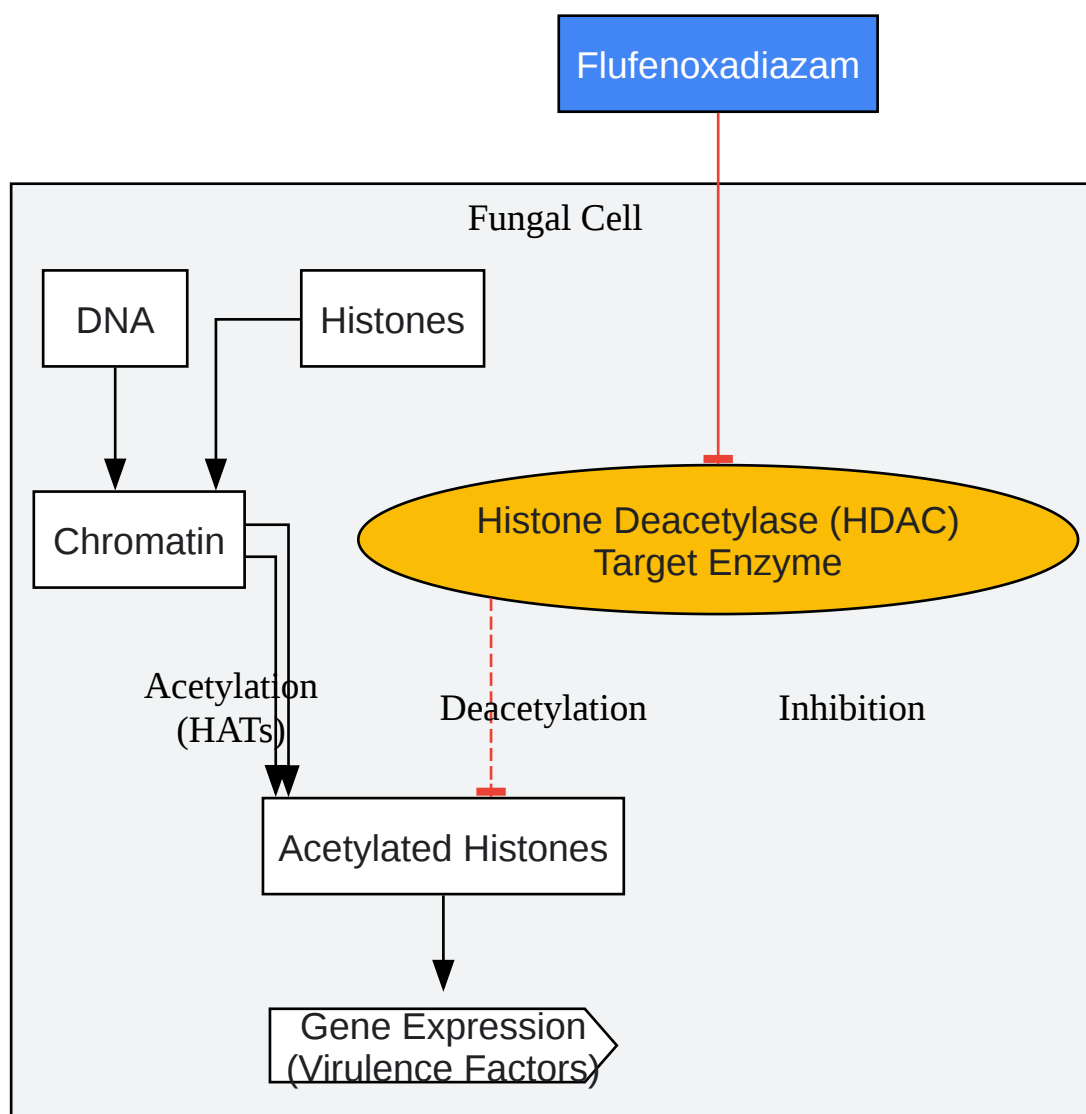 Flufenoxadiazam
Fungal Cell
DNA
Histones
Chromatin
Histone Deacetylase (HDAC)
Target Enzyme
Acetylation
(HATs)
Deacetylation
Inhibition
Acetylated Histones
Gene Expression
(Virulence Factors)